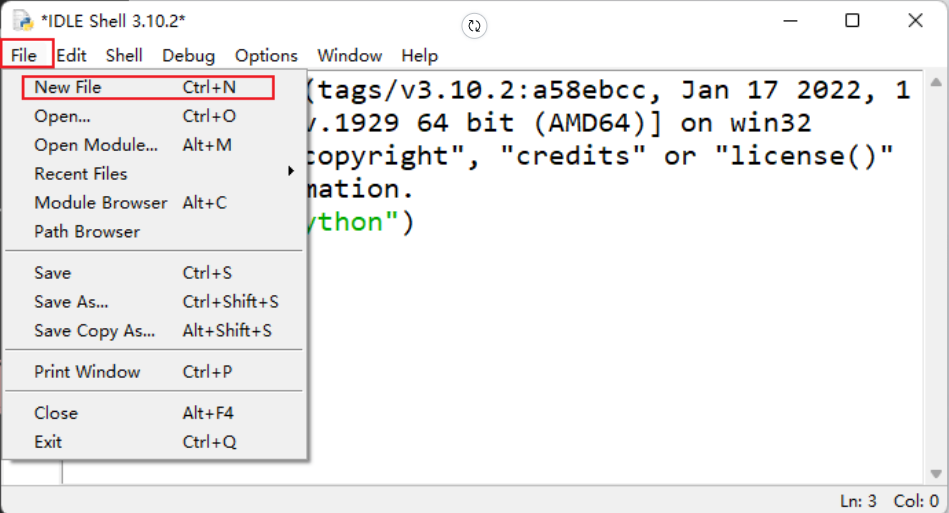 *IDLE Shell 3.10.2*
File Edit Shell Debug Options Window Help
New File Ctrl+N
Open... Ctrl+O
Open Module... Alt+M
Recent Files
Module Browser Alt+C
Path Browser
Save Ctrl+S
Save As... Ctrl+Shift+S
Save Copy As... Alt+Shift+S
Print Window Ctrl+P
Close Alt+F4
Exit Ctrl+Q
(tags/v3.10.2:a58ebcc, Jan 17 2022, 1
v.1929 64 bit (AMD64)] on win32
copyright", "credits" or "license()"
mation.
ython")
Ln: 3 Col: 0